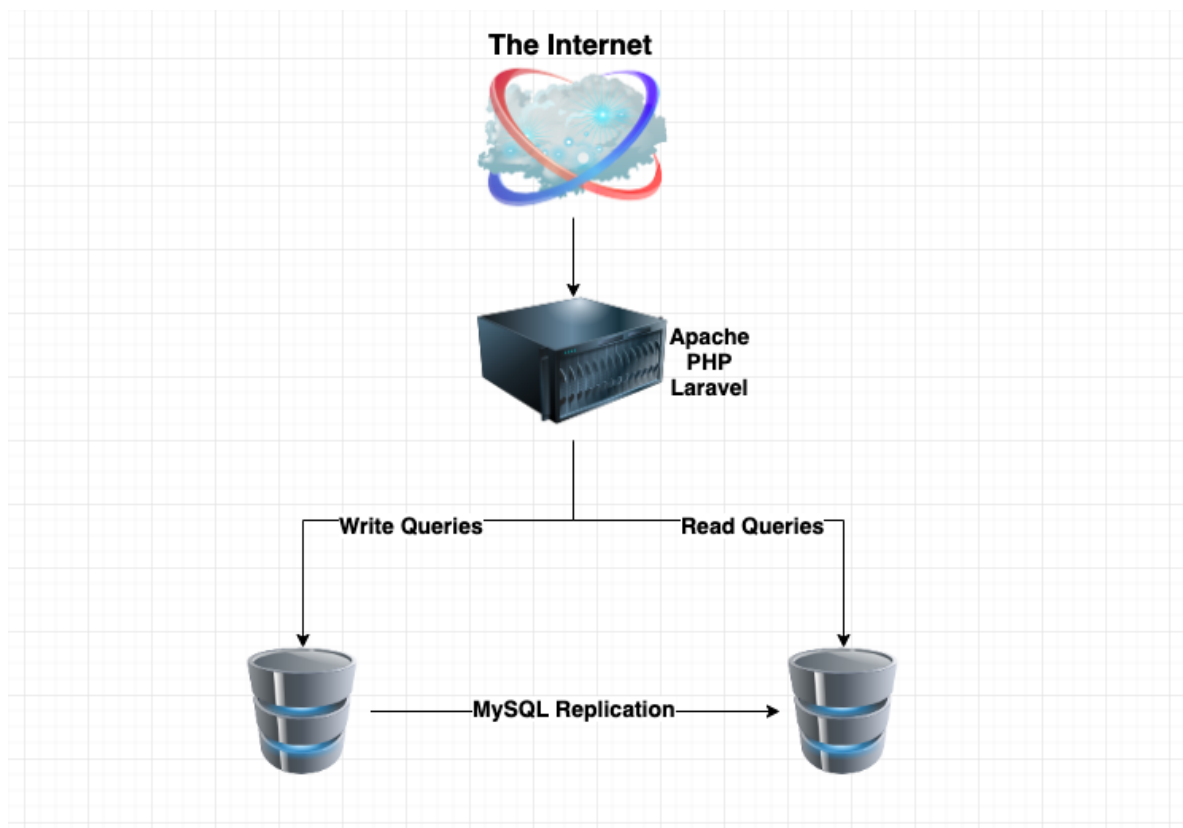 The Internet
Apache
PHP
Laravel
Write Queries
Read Queries
MySQL Replication